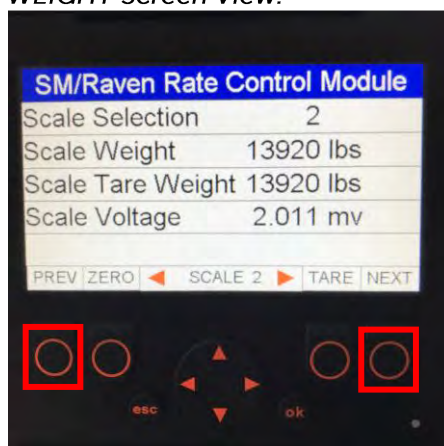 WEIGHT Screen View:
SM/Raven Rate Control Module
Scale Selection 2
Scale Weight 13920 lbs
Scale Tare Weight 13920 lbs
Scale Voltage 2.011 mv
PREV ZERO SCALE 2 TARE NEXT
esc ok